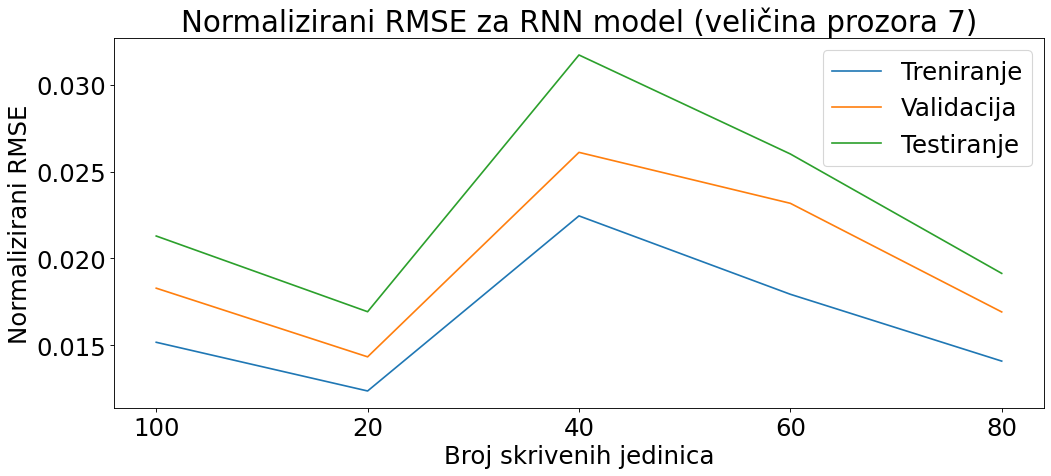 Normalizirani RMSE za RNN model (veličina prozora 7)
Treniranje
Validacija
Testiranje
Normalizirani RMSE
0.030
0.025
0.020
0.015
100 20 40 60 80
Broj skrivenih jedinica